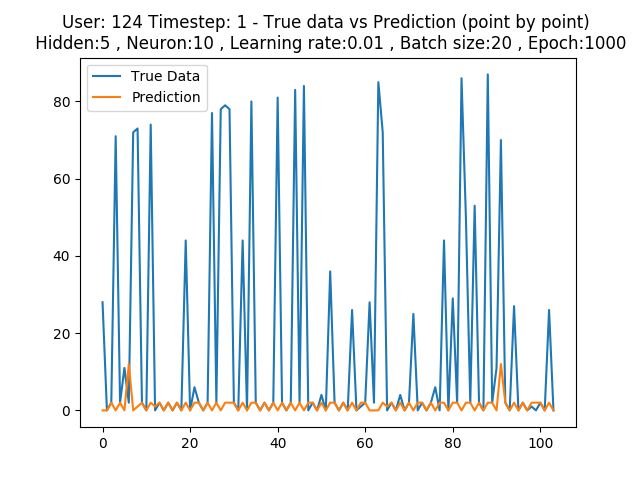 User: 124 Timestep: 1 - True data vs Prediction (point by point)
Hidden:5 , Neuron:10 , Learning rate:0.01 , Batch size:20 , Epoch:1000
True Data
Prediction
80
60
40
20
0
0 20 40 60 80 100